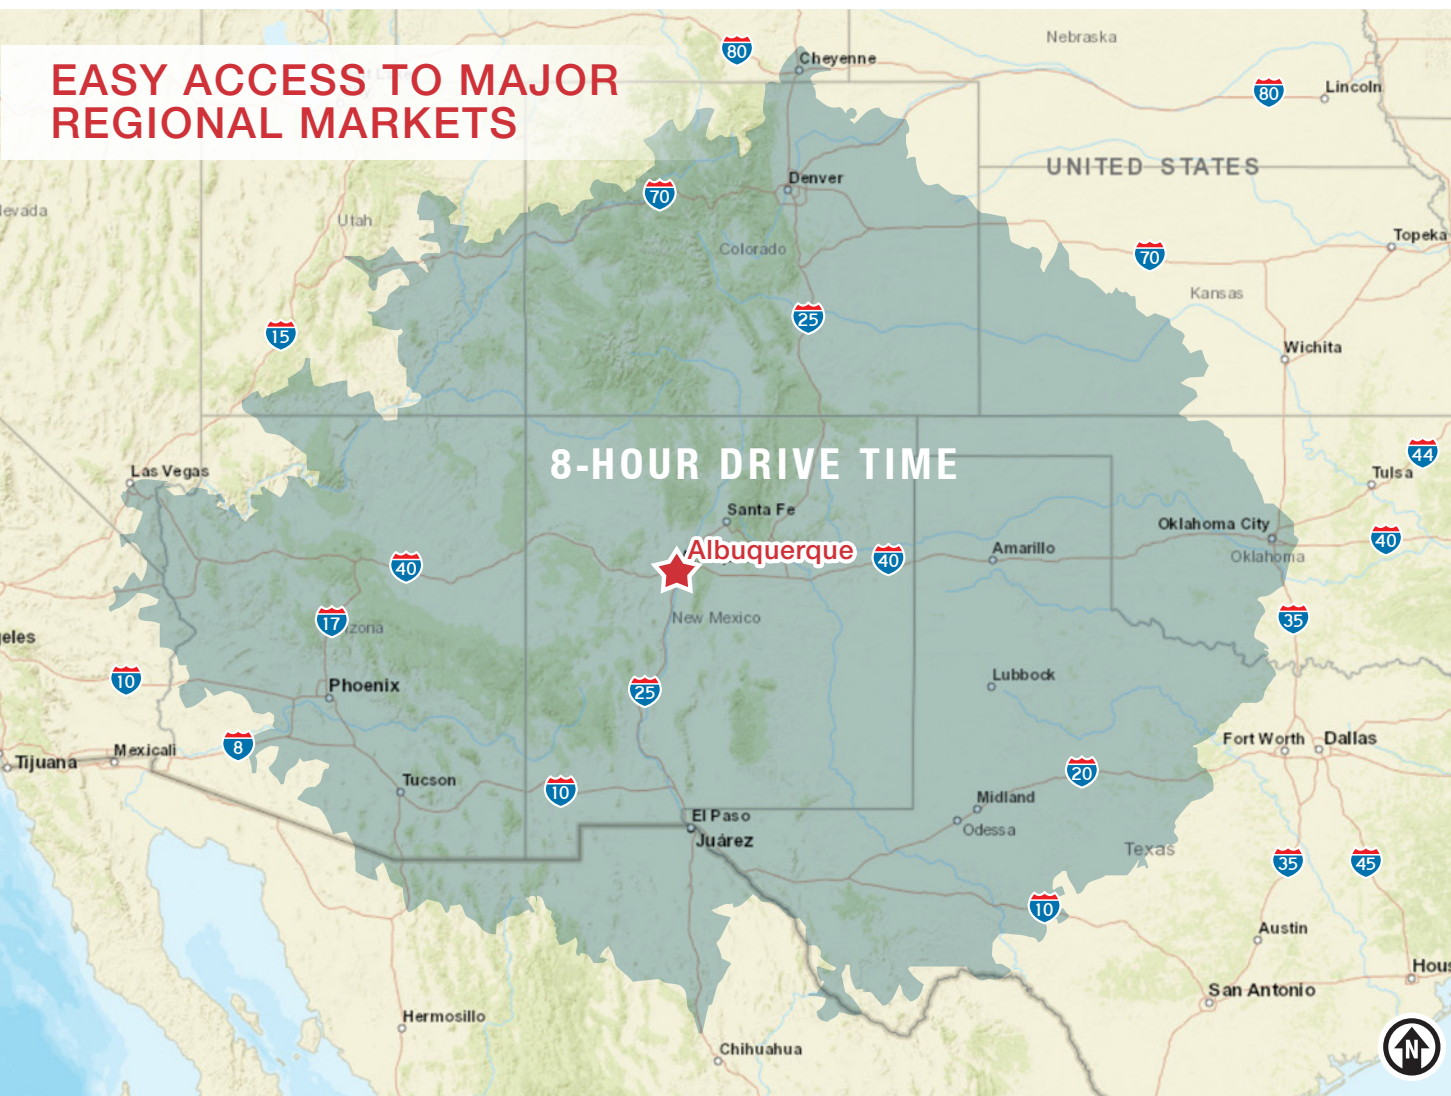 EASY ACCESS TO MAJOR
REGIONAL MARKETS
80
Cheyenne
Nebraska
80
Lincoln
UNITED STATES
Denver
70
Utah
Colorado
Topeka
70
Kansas
25
15
Wichita
8-HOUR DRIVE TIME
Las Vegas
44
Tulsa
Santa Fe
Oklahoma City
40
Albuquerque
40
Amarillo
Oklahoma
40
17
New Mexico
35
10
Phoenix
25
Lubbock
8
Mexicali
Tijuana
Fort Worth
Dallas
Tucson
10
20
Midland
El Paso
Odessa
Juárez
Texas
35
45
10
Austin
San Antonio
Hermosillo
Chihuahua
N